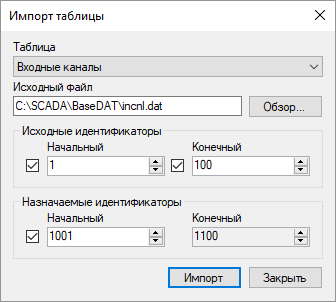 Импорт таблицы
Таблица
Входные каналы
Исходный файл
C:\SCADA\BaseDAT\incnl.dat
Обзор...
Исходные идентификаторы
Начальный Конечный
1 100
Назначаемые идентификаторы
Начальный Конечный
1001 1100
Импорт Закрыть